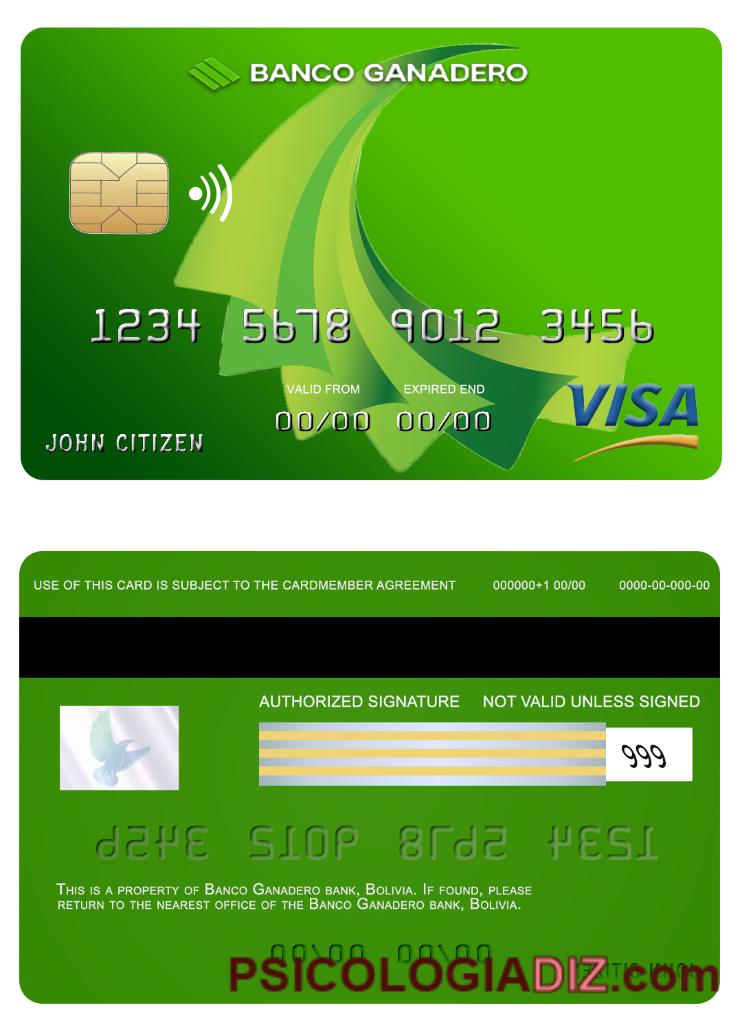 BANCO GANADERO
1234 5678 9012 3456
VALID FROM EXPIRED END
00/00 00/00
VISA
JOHN CITIZEN
USE OF THIS CARD IS SUBJECT TO THE CARDMEMBER AGREEMENT 000000+1 00/00 0000-00-000-00
AUTHORIZED SIGNATURE NOT VALID UNLESS SIGNED
999
THIS IS A PROPERTY OF BANCO GANADERO BANK, BOLIVIA. IF FOUND, PLEASE
RETURN TO THE NEAREST OFFICE OF THE BANCO GANADERO BANK, BOLIVIA.
PSICOLOGIADIZ.com